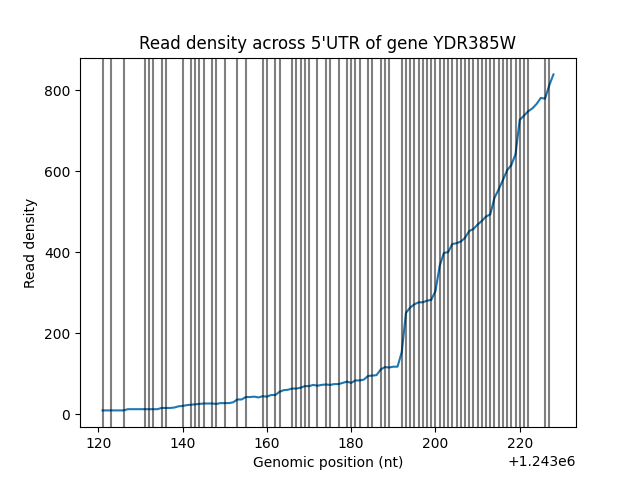 Read density across 5'UTR of gene YDR385W
800
600
400
200
0
Read density
120 140 160 180 200 220
Genomic position (nt)
+1.243e6